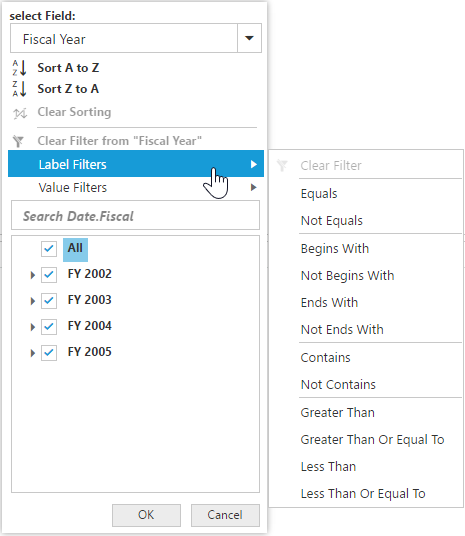 select Field:
Fiscal Year
Sort A to Z
Sort Z to A
Clear Sorting
Clear Filter from "Fiscal Year"
Label Filters
Value Filters
Search Date.Fiscal
All
FY 2002
FY 2003
FY 2004
FY 2005
OK
Cancel
Clear Filter
Equals
Not Equals
Begins With
Not Begins With
Ends With
Not Ends With
Contains
Not Contains
Greater Than
Greater Than Or Equal To
Less Than
Less Than Or Equal To